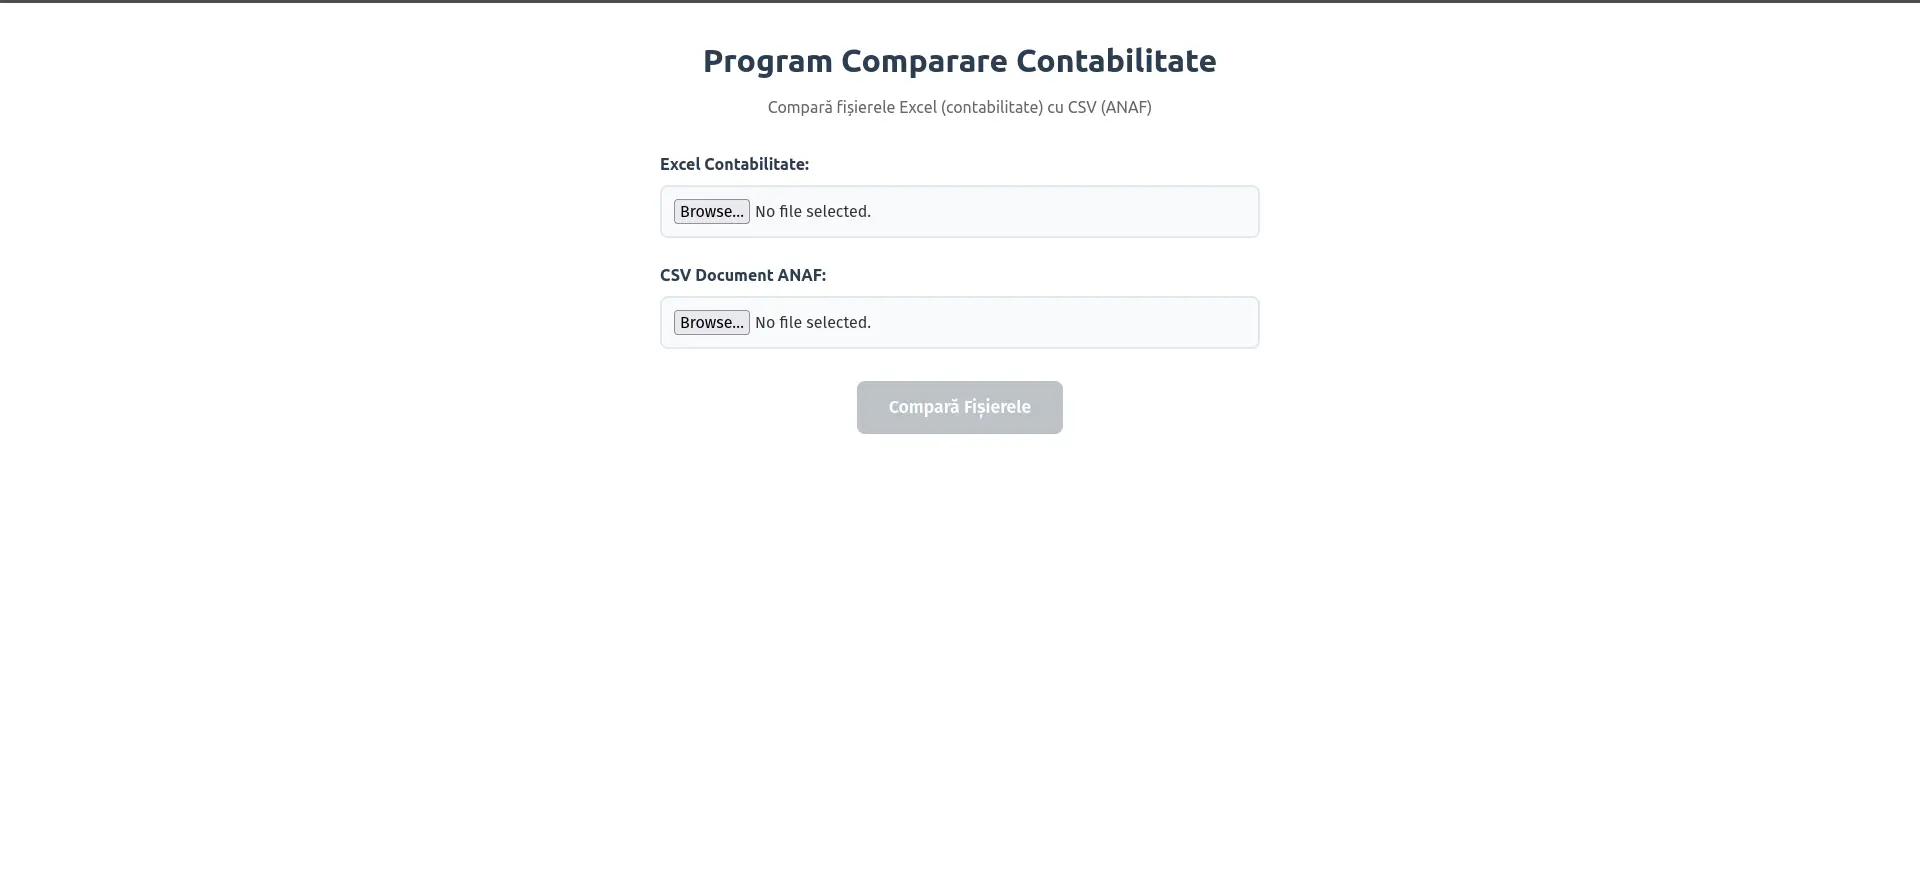 Program Comparare Contabilitate
Compară fișierele Excel (contabilitate) cu CSV (ANAF)
Excel Contabilitate:
Browse... No file selected.
CSV Document ANAF:
Browse... No file selected.
Compară Fișierele